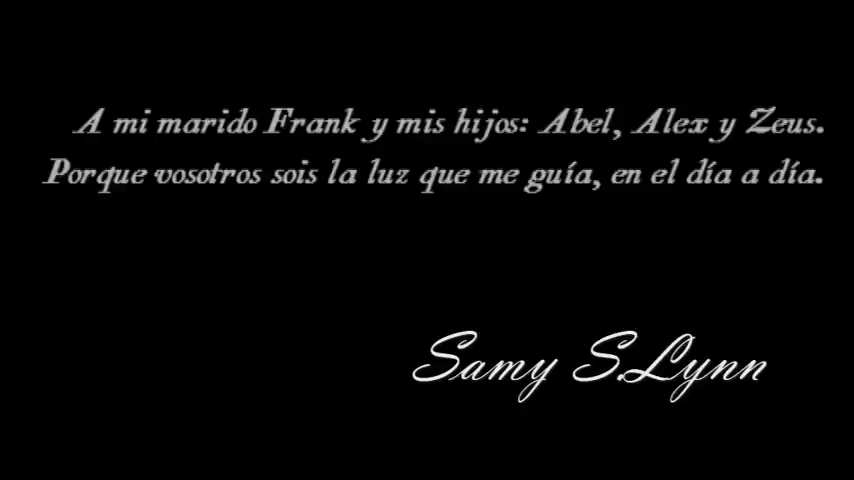 A mi marido Frank y mis hijos: Abel, Alex y Zeus.
Porque vosotros sois la luz que me guía, en el día a día.
Samy S.Lynn